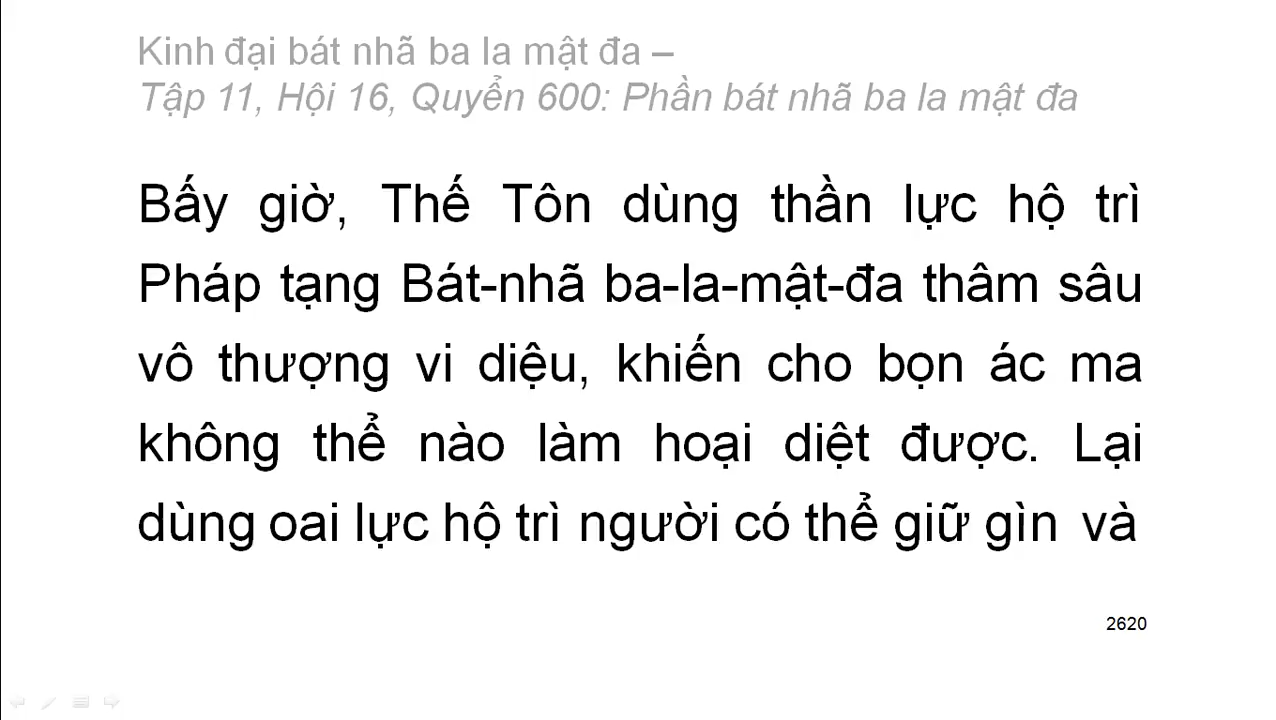 Kinh đại bát nhã ba la mật đa –
Tập 11, Hội 16, Quyển 600: Phần bát nhã ba la mật đa
Bấy giờ, Thế Tôn dùng thần lực hộ trì
Pháp tạng Bát-nhã ba-la-mật-đa thâm sâu
vô thượng vi diệu, khiến cho bọn ác ma
không thể nào làm hoại diệt được. Lại
dùng oai lực hộ trì người có thể giữ gìn và
2620